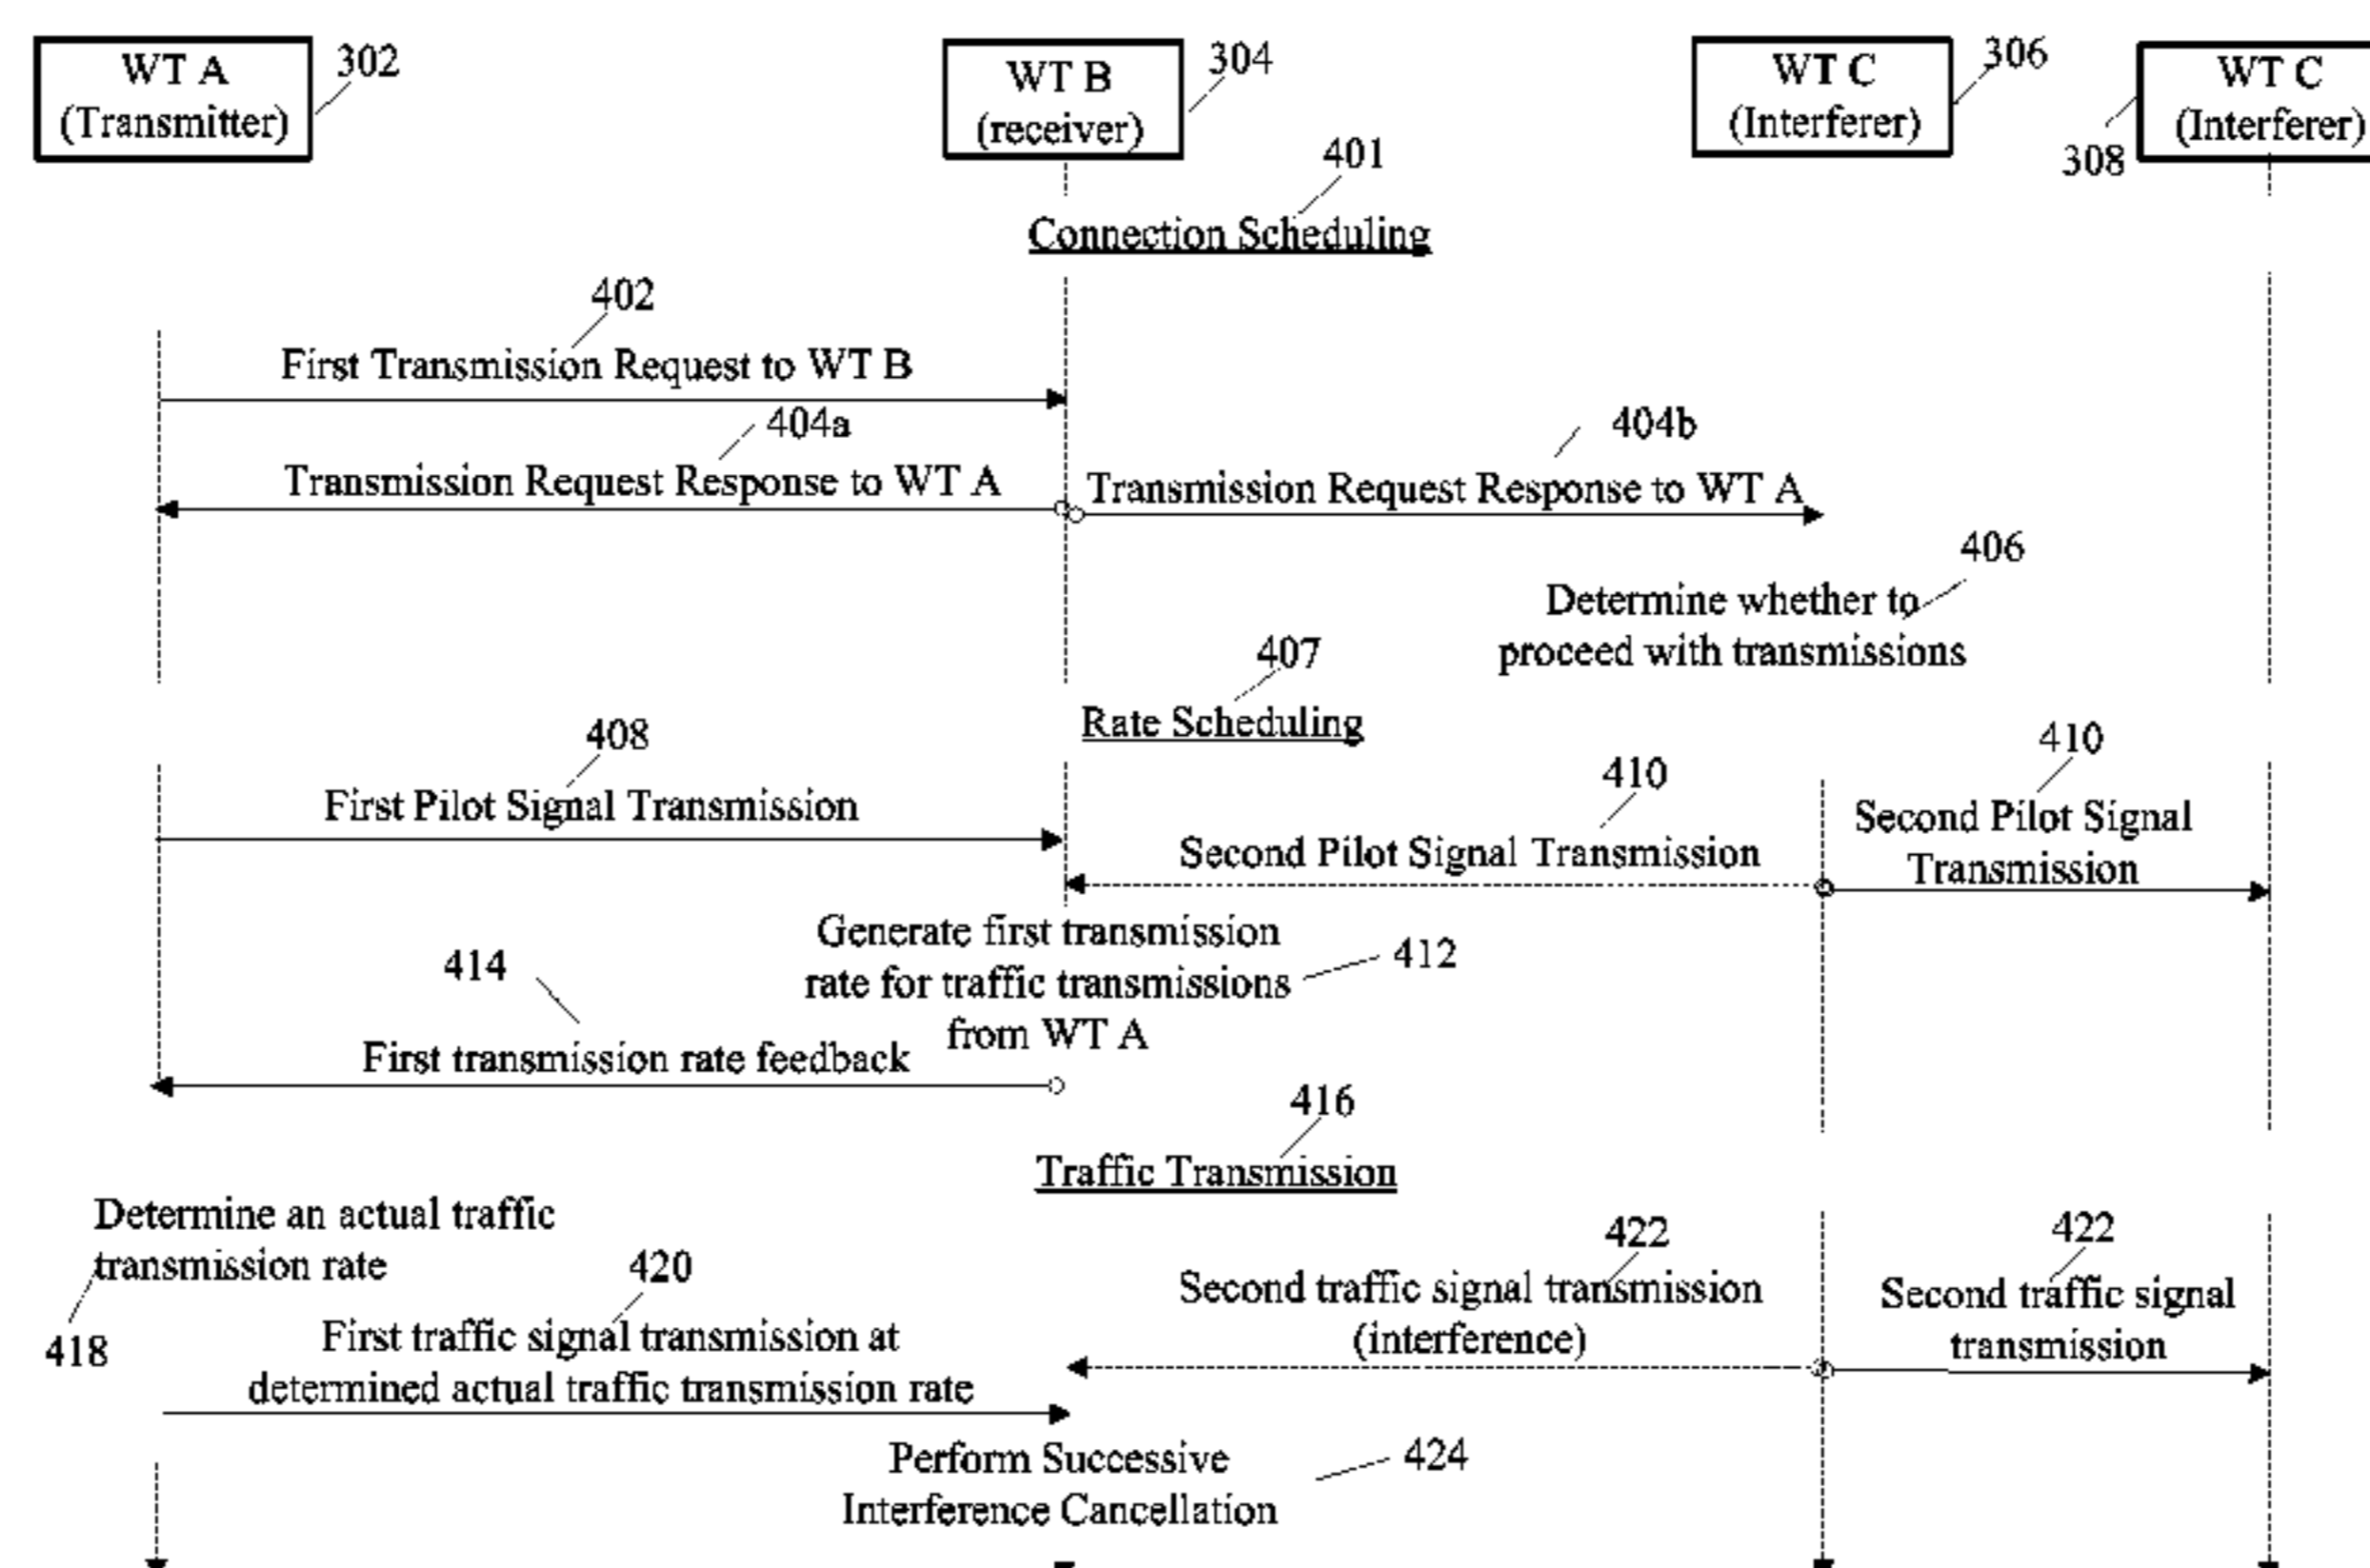 WT A
(Transmitter)
302
WT B
(receiver)
304
WT C
(Interferer)
306
WT C
(Interferer)
308
401
Connection Scheduling
402
First Transmission Request to WT B
404a
Transmission Request Response to WT A
404b
Transmission Request Response to WT A
406
Determine whether to
proceed with transmissions
407
Rate Scheduling
408
First Pilot Signal Transmission
410
Second Pilot Signal Transmission
410
Second Pilot Signal
Transmission
Generate first transmission
rate for traffic transmissions
from WT A
412
414
First transmission rate feedback
416
Traffic Transmission
Determine an actual traffic
transmission rate
418
420
First traffic signal transmission at
determined actual traffic transmission rate
422
Second traffic signal transmission
(interference)
422
Second traffic signal
transmission
Perform Successive
Interference Cancellation
424